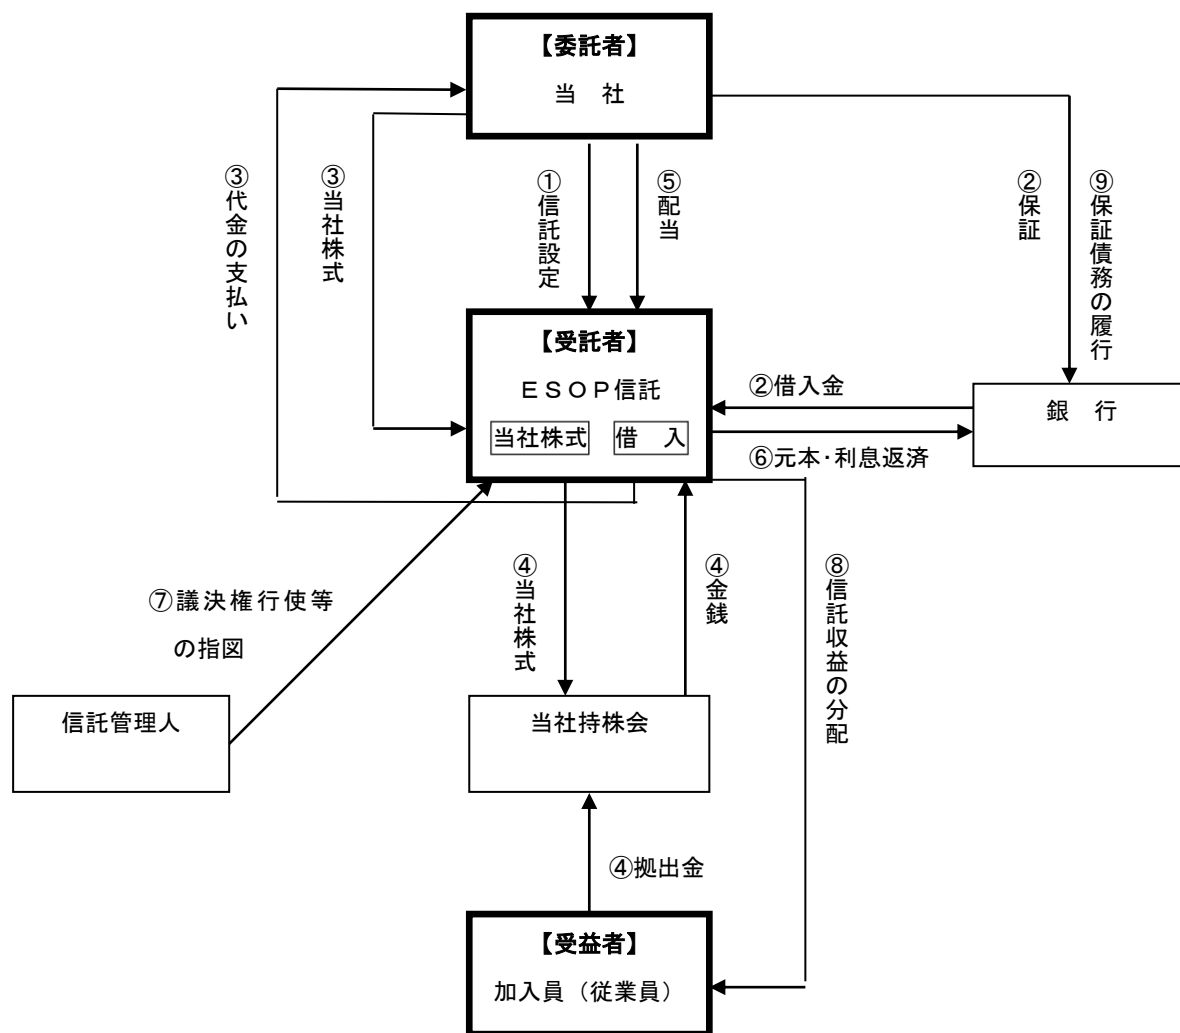 【委託者】
当　社
③代金の支払い
③当社株式
①信託設定
⑤配当
②保証
⑨保証債務の履行
【受託者】
ＥＳＯＰ信託
当社株式
借　入
②借入金
⑥元本・利息返済
銀　行
④当社株式
④金銭
⑧信託収益の分配
⑦議決権行使等
の指図
信託管理人
当社持株会
④拠出金
【受益者】
加入員（従業員）